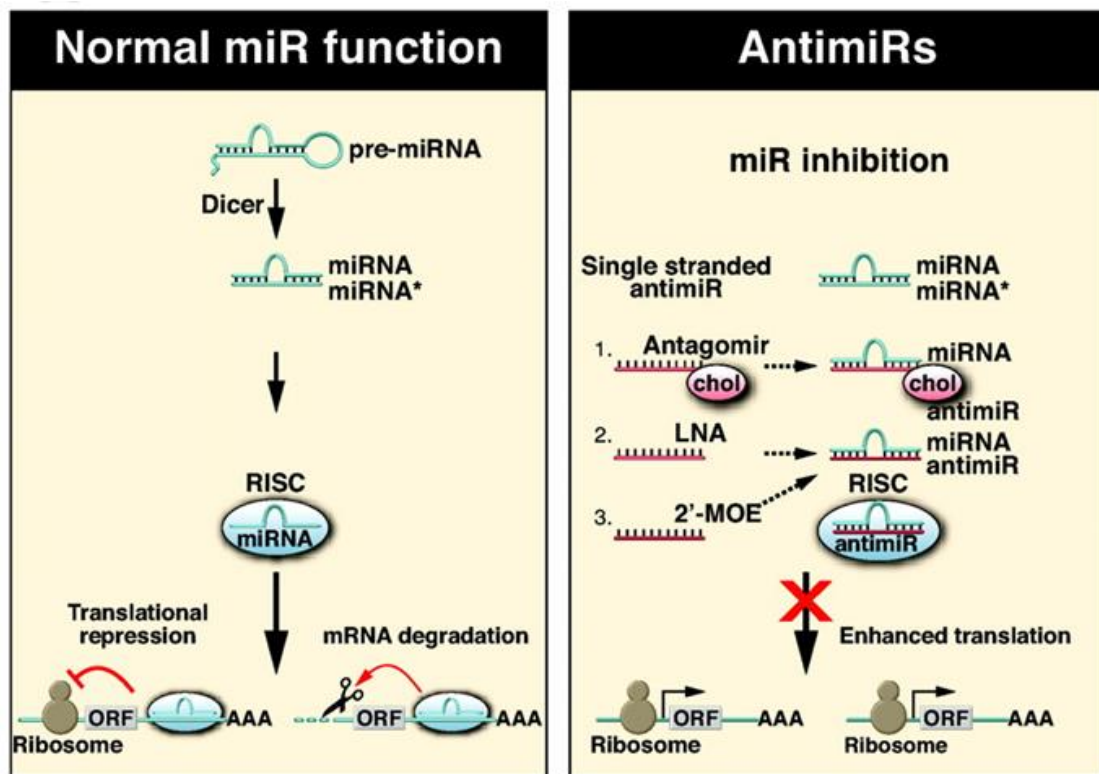 Normal miR function
pre-miRNA
Dicer
miRNA
miRNA*
RISC
miRNA
Translational
repression
mRNA degradation
ORF
AAA
Ribosome
ORF
AAA
AntimiRs
miR inhibition
Single stranded
antimiR
miRNA
miRNA*
1.
Antagomir
chol
miRNA
chol
antimiR
2.
LNA
miRNA
antimiR
3.
2'-MOE
RISC
antimiR
Enhanced translation
ORF
AAA
Ribosome
ORF
AAA
Ribosome